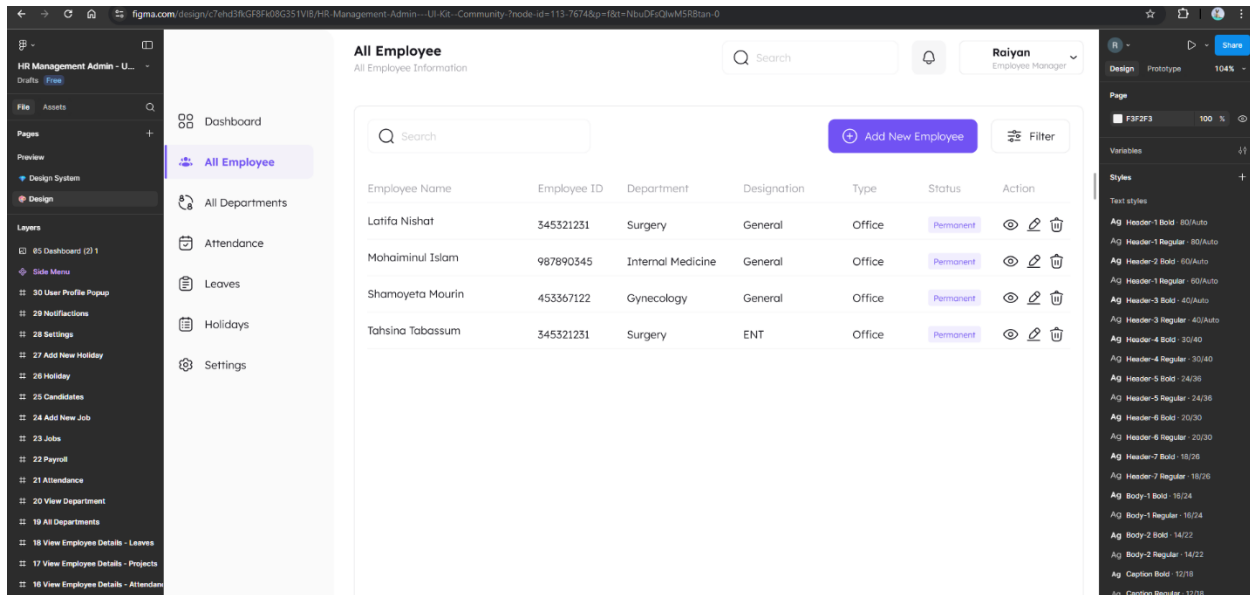 figma.com/design/c7ehd3fkGF8Fk08G351VI8/HR-Management-Admin---UI-Kit--Community-?node-id=113-7674&p=f&t=NbuDFsQlwM5R8tan-0
HR Management Admin - U...
Drafts Free
File Assets
Pages
Preview
Design System
Design
Layers
05 Dashboard (2) 1
Side Menu
30 User Profile Popup
29 Notifiactions
28 Settings
27 Add New Holiday
26 Holiday
25 Candidates
24 Add New Job
23 Jobs
22 Payroll
21 Attendance
20 View Department
19 All Departments
18 View Employee Details - Leaves
17 View Employee Details - Projects
16 View Employee Details - Attendan
Dashboard
All Employee
All Departments
Attendance
Leaves
Holidays
Settings
All Employee
All Employee Information
Search
Raiyan
Employee Manager
Search
Add New Employee
Filter
Employee Name Employee ID Department Designation Type Status Action
Latifa Nishat 345321231 Surgery General Office Permanent
Mohaiminul Islam 987890345 Internal Medicine General Office Permanent
Shamoyeta Mourin 453367122 Gynecology General Office Permanent
Tahsina Tabassum 345321231 Surgery ENT Office Permanent
R
Share
Design Prototype 104%
Page
F3F2F3 100 %
Variables
Styles
Text styles
Ag Header-1 Bold · 80/Auto
Ag Header-1 Regular · 80/Auto
Ag Header-2 Bold · 60/Auto
Ag Header-1 Regular · 60/Auto
Ag Header-3 Bold · 40/Auto
Ag Header-3 Regular · 40/Auto
Ag Header-4 Bold · 30/40
Ag Header-4 Regular · 30/40
Ag Header-5 Bold · 24/36
Ag Header-5 Regular · 24/36
Ag Header-6 Bold · 20/30
Ag Header-6 Regular · 20/30
Ag Header-7 Bold · 18/26
Ag Header-7 Regular · 18/26
Ag Body-1 Bold · 16/24
Ag Body-1 Regular · 16/24
Ag Body-2 Bold · 14/22
Ag Body-2 Regular · 14/22
Ag Caption Bold · 12/18
Ag Caption Regular · 12/18